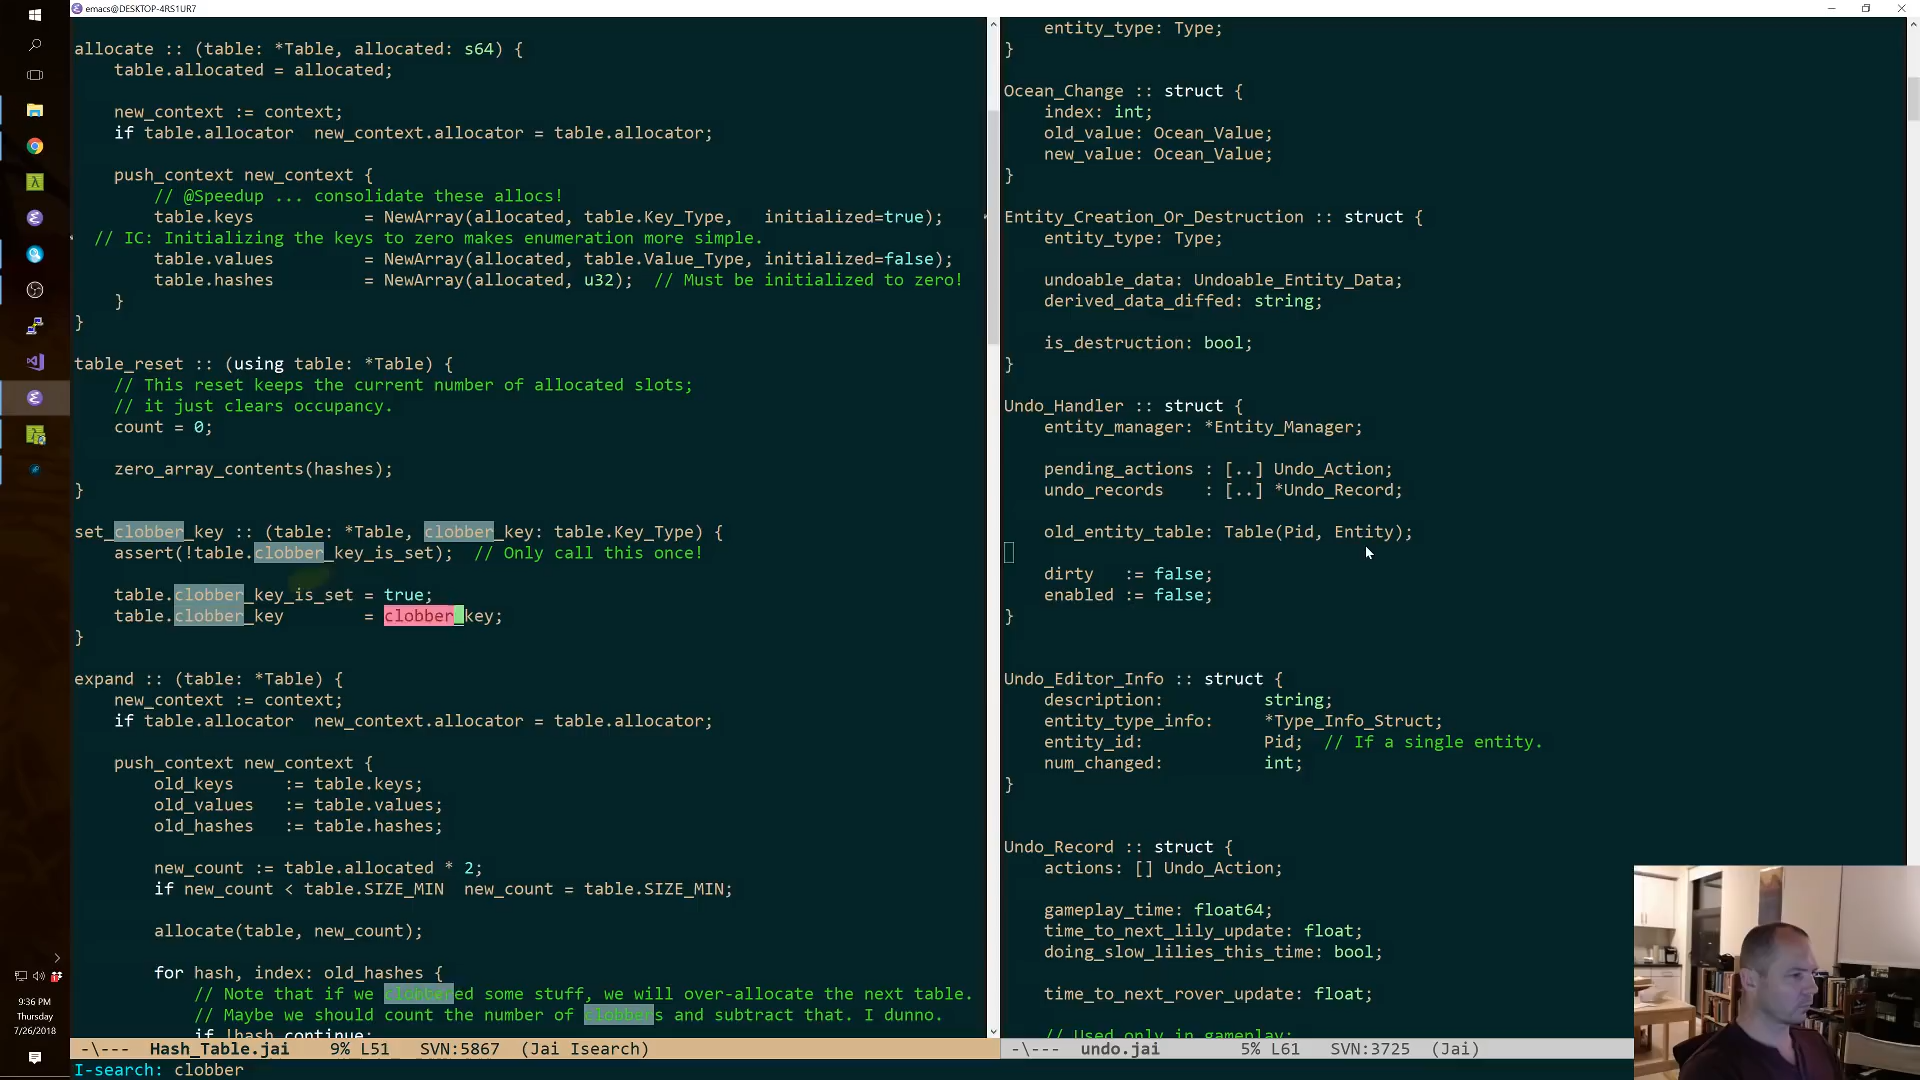 emacs@DESKTOP-4RS1UR7
allocate :: (table: *Table, allocated: s64) {
    table.allocated = allocated;
    new_context := context;
    if table.allocator  new_context.allocator = table.allocator;
    push_context new_context {
        // @Speedup ... consolidate these allocs!
        table.keys           = NewArray(allocated, table.Key_Type,   initialized=true);
  // IC: Initializing the keys to zero makes enumeration more simple.
        table.values         = NewArray(allocated, table.Value_Type, initialized=false);
        table.hashes         = NewArray(allocated, u32);  // Must be initialized to zero!
    }
}
table_reset :: (using table: *Table) {
    // This reset keeps the current number of allocated slots;
    // it just clears occupancy.
    count = 0;
    zero_array_contents(hashes);
}
set_clobber_key :: (table: *Table, clobber_key: table.Key_Type) {
    assert(!table.clobber_key_is_set);  // Only call this once!
    table.clobber_key_is_set = true;
    table.clobber_key        = clobber_key;
}
expand :: (table: *Table) {
    new_context := context;
    if table.allocator  new_context.allocator = table.allocator;
    push_context new_context {
        old_keys     := table.keys;
        old_values   := table.values;
        old_hashes   := table.hashes;
        new_count := table.allocated * 2;
        if new_count < table.SIZE_MIN  new_count = table.SIZE_MIN;
        allocate(table, new_count);
        for hash, index: old_hashes {
            // Note that if we clobbered some stuff, we will over-allocate the next table.
            // Maybe we should count the number of clobbers and subtract that. I dunno.
            if !hash continue;
-\--- Hash_Table.jai    9% L51    SVN:5867  (Jai Isearch)
I-search: clobber
    entity_type: Type;
}
Ocean_Change :: struct {
    index: int;
    old_value: Ocean_Value;
    new_value: Ocean_Value;
}
Entity_Creation_Or_Destruction :: struct {
    entity_type: Type;
    undoable_data: Undoable_Entity_Data;
    derived_data_diffed: string;
    is_destruction: bool;
}
Undo_Handler :: struct {
    entity_manager: *Entity_Manager;
    pending_actions : [..] Undo_Action;
    undo_records    : [..] *Undo_Record;
    old_entity_table: Table(Pid, Entity);
    dirty   := false;
    enabled := false;
}
Undo_Editor_Info :: struct {
    description:          string;
    entity_type_info:     *Type_Info_Struct;
    entity_id:            Pid;  // If a single entity.
    num_changed:          int;
}
Undo_Record :: struct {
    actions: [] Undo_Action;
    gameplay_time: float64;
    time_to_next_lily_update: float;
    doing_slow_lilies_this_time: bool;
    time_to_next_rover_update: float;
    // Used only in gameplay:
-\--- undo.jai        5% L61    SVN:3725  (Jai)
9:36 PM
Thursday
7/26/2018